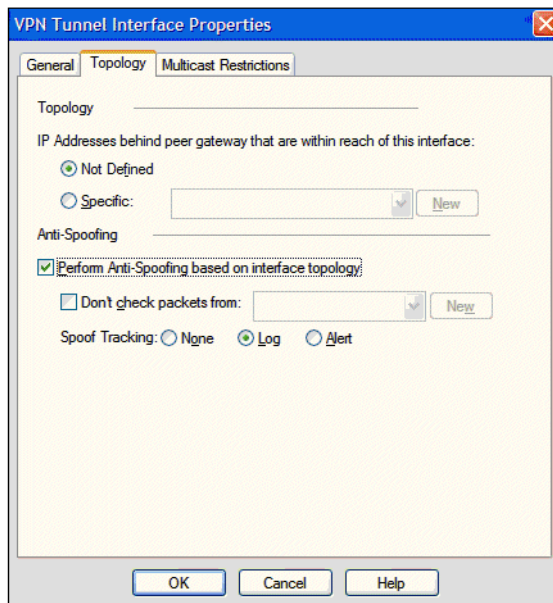 VPN Tunnel Interface Properties
General Topology Multicast Restrictions
Topology
IP Addresses behind peer gateway that are within reach of this interface:
Not Defined
Specific: New
Anti-Spoofing
Perform Anti-Spoofing based on interface topology
Don't check packets from: New
Spoof Tracking: None Log Alert
OK Cancel Help